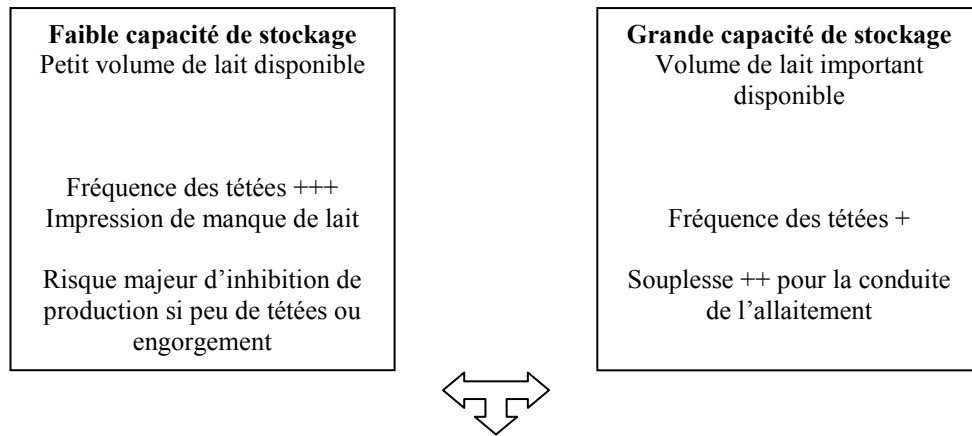 Faible capacité de stockage
Petit volume de lait disponible
Fréquence des tétées +++
Impression de manque de lait
Risque majeur d’inhibition de
production si peu de tétées ou
engorgement
Grande capacité de stockage
Volume de lait important
disponible
Fréquence des tétées +
Souplesse ++ pour la conduite
de l’allaitement